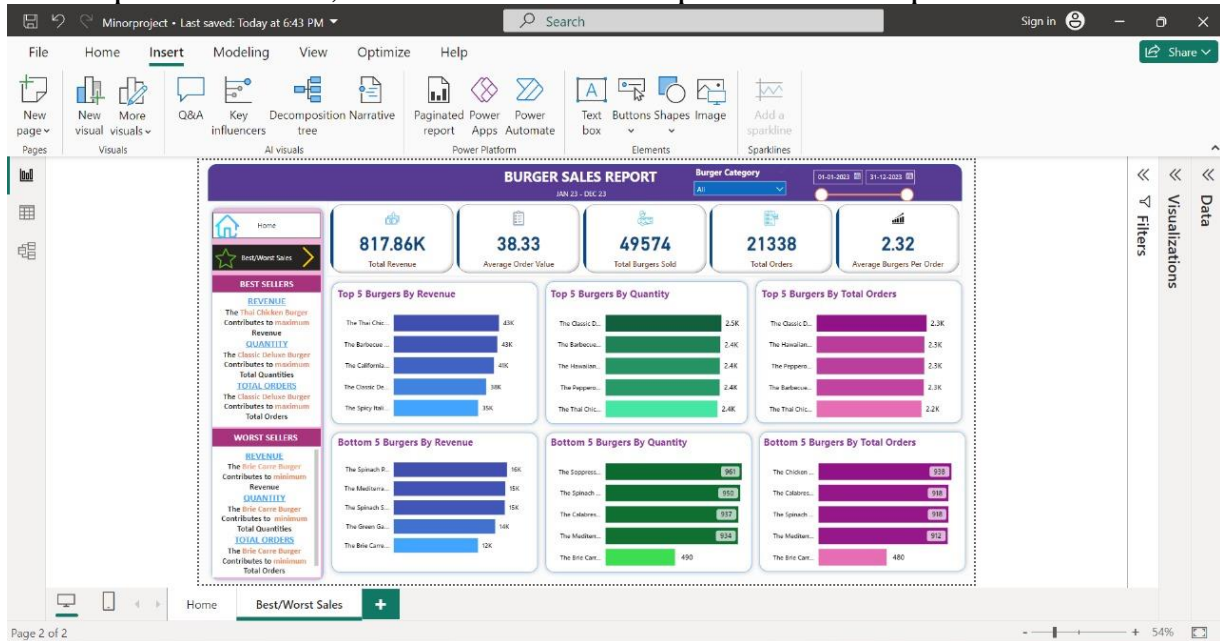 Minorproject • Last saved: Today at 6:43 PM
Search
Sign in
File Home Insert Modeling View Optimize Help
Share
New page
New visual
More visuals
Q&A
Key influencers
Decomposition tree
Narrative
Paginated report
Power Apps
Power Automate
Text box
Buttons
Shapes
Image
Add a sparkline
Pages
Visuals
AI visuals
Power Platform
Elements
Sparklines
BURGER SALES REPORT
JAN 23 - DEC 23
Burger Category
All
01-01-2023
31-12-2023
Home
Best/Worst Sales
817.86K
Total Revenue
38.33
Average Order Value
49574
Total Burgers Sold
21338
Total Orders
2.32
Average Burgers Per Order
BEST SELLERS
REVENUE
The Thai Chicken Burger
Contributes to maximum
Revenue
QUANTITY
The Classic Deluxe Burger
Contributes to maximum
Total Quantities
TOTAL ORDERS
The Classic Deluxe Burger
Contributes to maximum
Total Orders
WORST SELLERS
REVENUE
The Brie Carre Burger
Contributes to minimum
Revenue
QUANTITY
The Brie Carre Burger
Contributes to minimum
Total Quantities
TOTAL ORDERS
The Brie Carre Burger
Contributes to minimum
Total Orders
Top 5 Burgers By Revenue
The Thai Chic... 43K
The Barbecue ... 43K
The California... 41K
The Classic De... 38K
The Spicy Itali... 35K
Top 5 Burgers By Quantity
The Classic D... 2.5K
The Barbecue... 2.4K
The Hawaiian... 2.4K
The Peppero... 2.4K
The Thai Chic... 2.4K
Top 5 Burgers By Total Orders
The Classic D... 2.3K
The Hawaiian... 2.3K
The Peppero... 2.3K
The Barbecue... 2.3K
The Thai Chic... 2.2K
Bottom 5 Burgers By Revenue
The Spinach P... 16K
The Mediterra... 15K
The Spinach S... 15K
The Green Ga... 14K
The Brie Carre... 12K
Bottom 5 Burgers By Quantity
The Soppress... 961
The Spinach ... 950
The Calabres... 937
The Mediterr... 934
The Brie Carr... 490
Bottom 5 Burgers By Total Orders
The Chicken ... 938
The Calabres... 918
The Spinach ... 918
The Mediterr... 912
The Brie Carr... 480
Filters
Visualizations
Data
Home
Best/Worst Sales
Page 2 of 2
54%